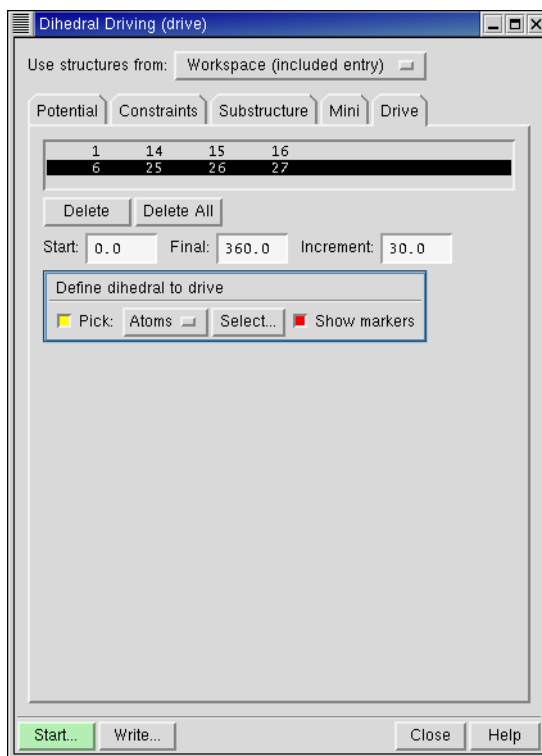 Dihedral Driving (drive)
Use structures from: Workspace (included entry)
Potential Constraints Substructure Mini Drive
1 14 15 16
6 25 26 27
Delete Delete All
Start: 0.0 Final: 360.0 Increment: 30.0
Define dihedral to drive
Pick: Atoms Select... Show markers
Start... Write... Close Help